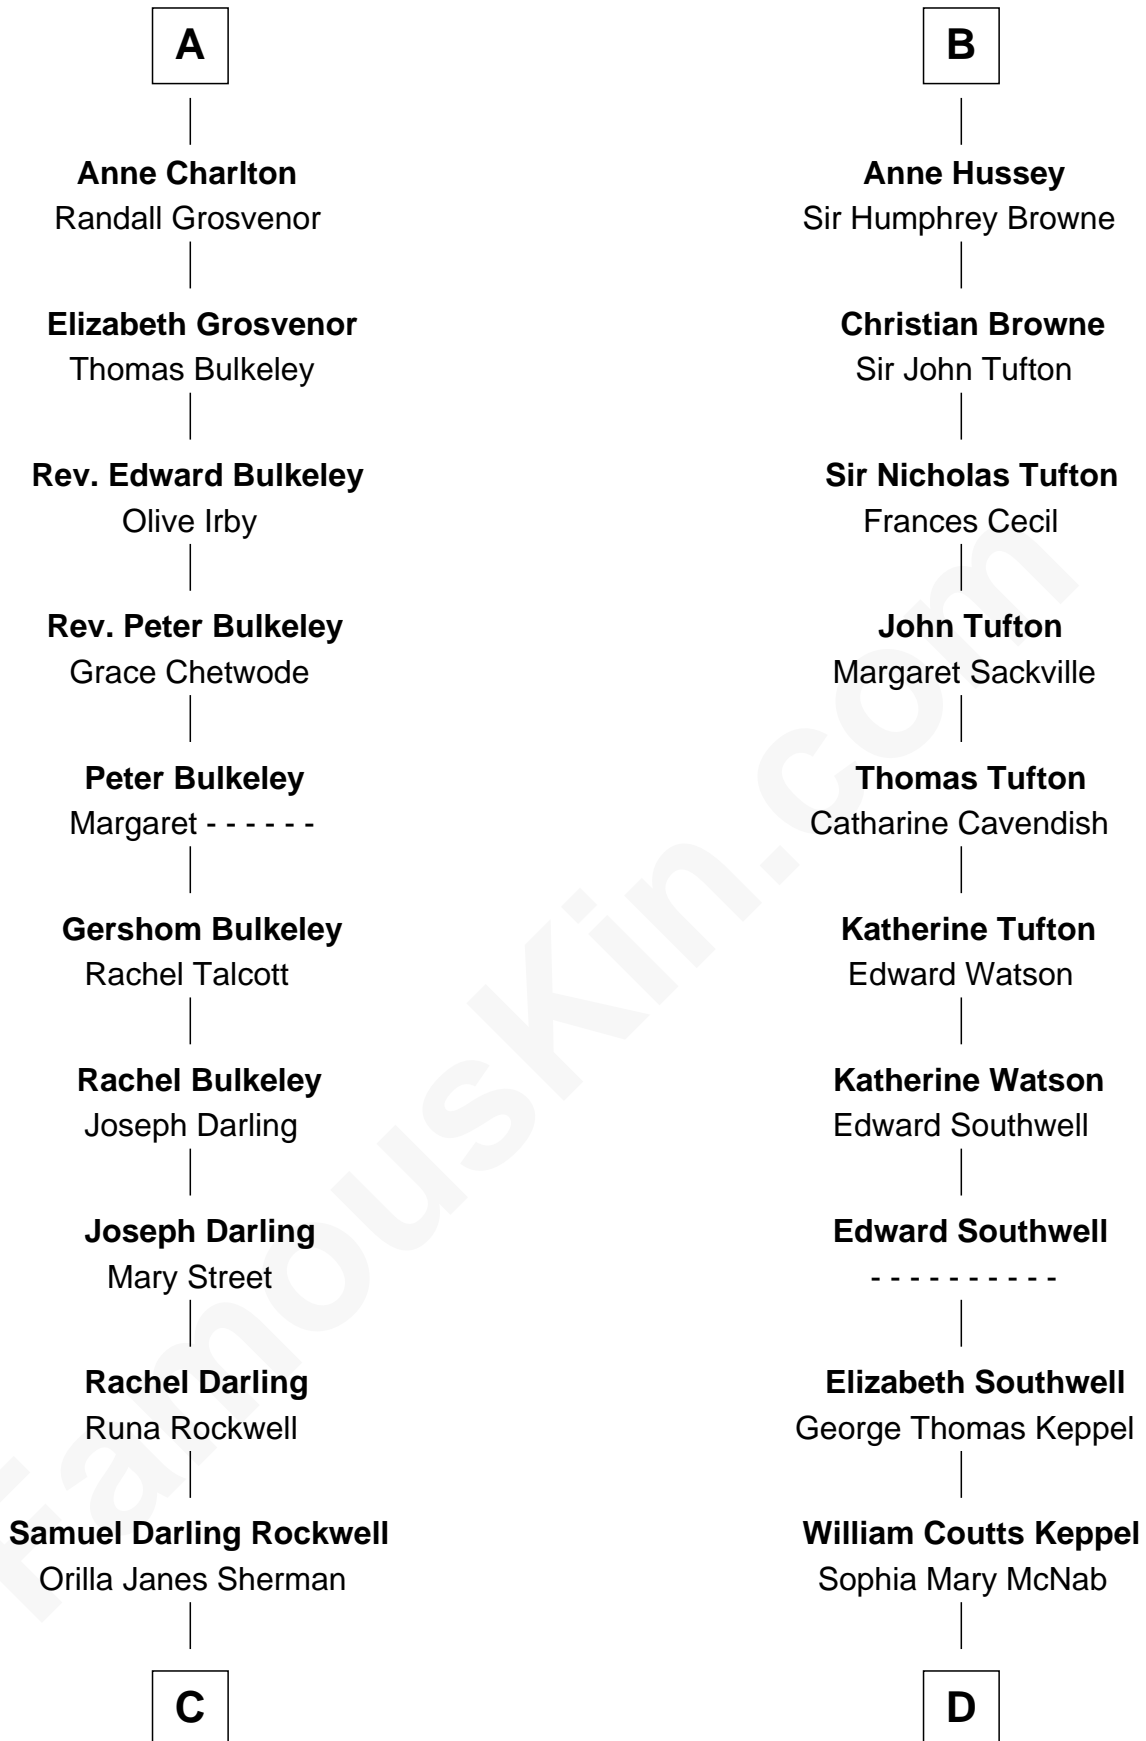 A
Anne Charlton
Randall Grosvenor
Elizabeth Grosvenor
Thomas Bulkeley
Rev. Edward Bulkeley
Olive Irby
Rev. Peter Bulkeley
Grace Chetwode
Peter Bulkeley
Margaret - - - - - -
Gershom Bulkeley
Rachel Talcott
Rachel Bulkeley
Joseph Darling
Joseph Darling
Mary Street
Rachel Darling
Runa Rockwell
Samuel Darling Rockwell
Orilla Janes Sherman
C
B
Anne Hussey
Sir Humphrey Browne
Christian Browne
Sir John Tufton
Sir Nicholas Tufton
Frances Cecil
John Tufton
Margaret Sackville
Thomas Tufton
Catharine Cavendish
Katherine Tufton
Edward Watson
Katherine Watson
Edward Southwell
Edward Southwell
- - - - - - - - - -
Elizabeth Southwell
George Thomas Keppel
William Coutts Keppel
Sophia Mary McNab
D
FamousKin.com